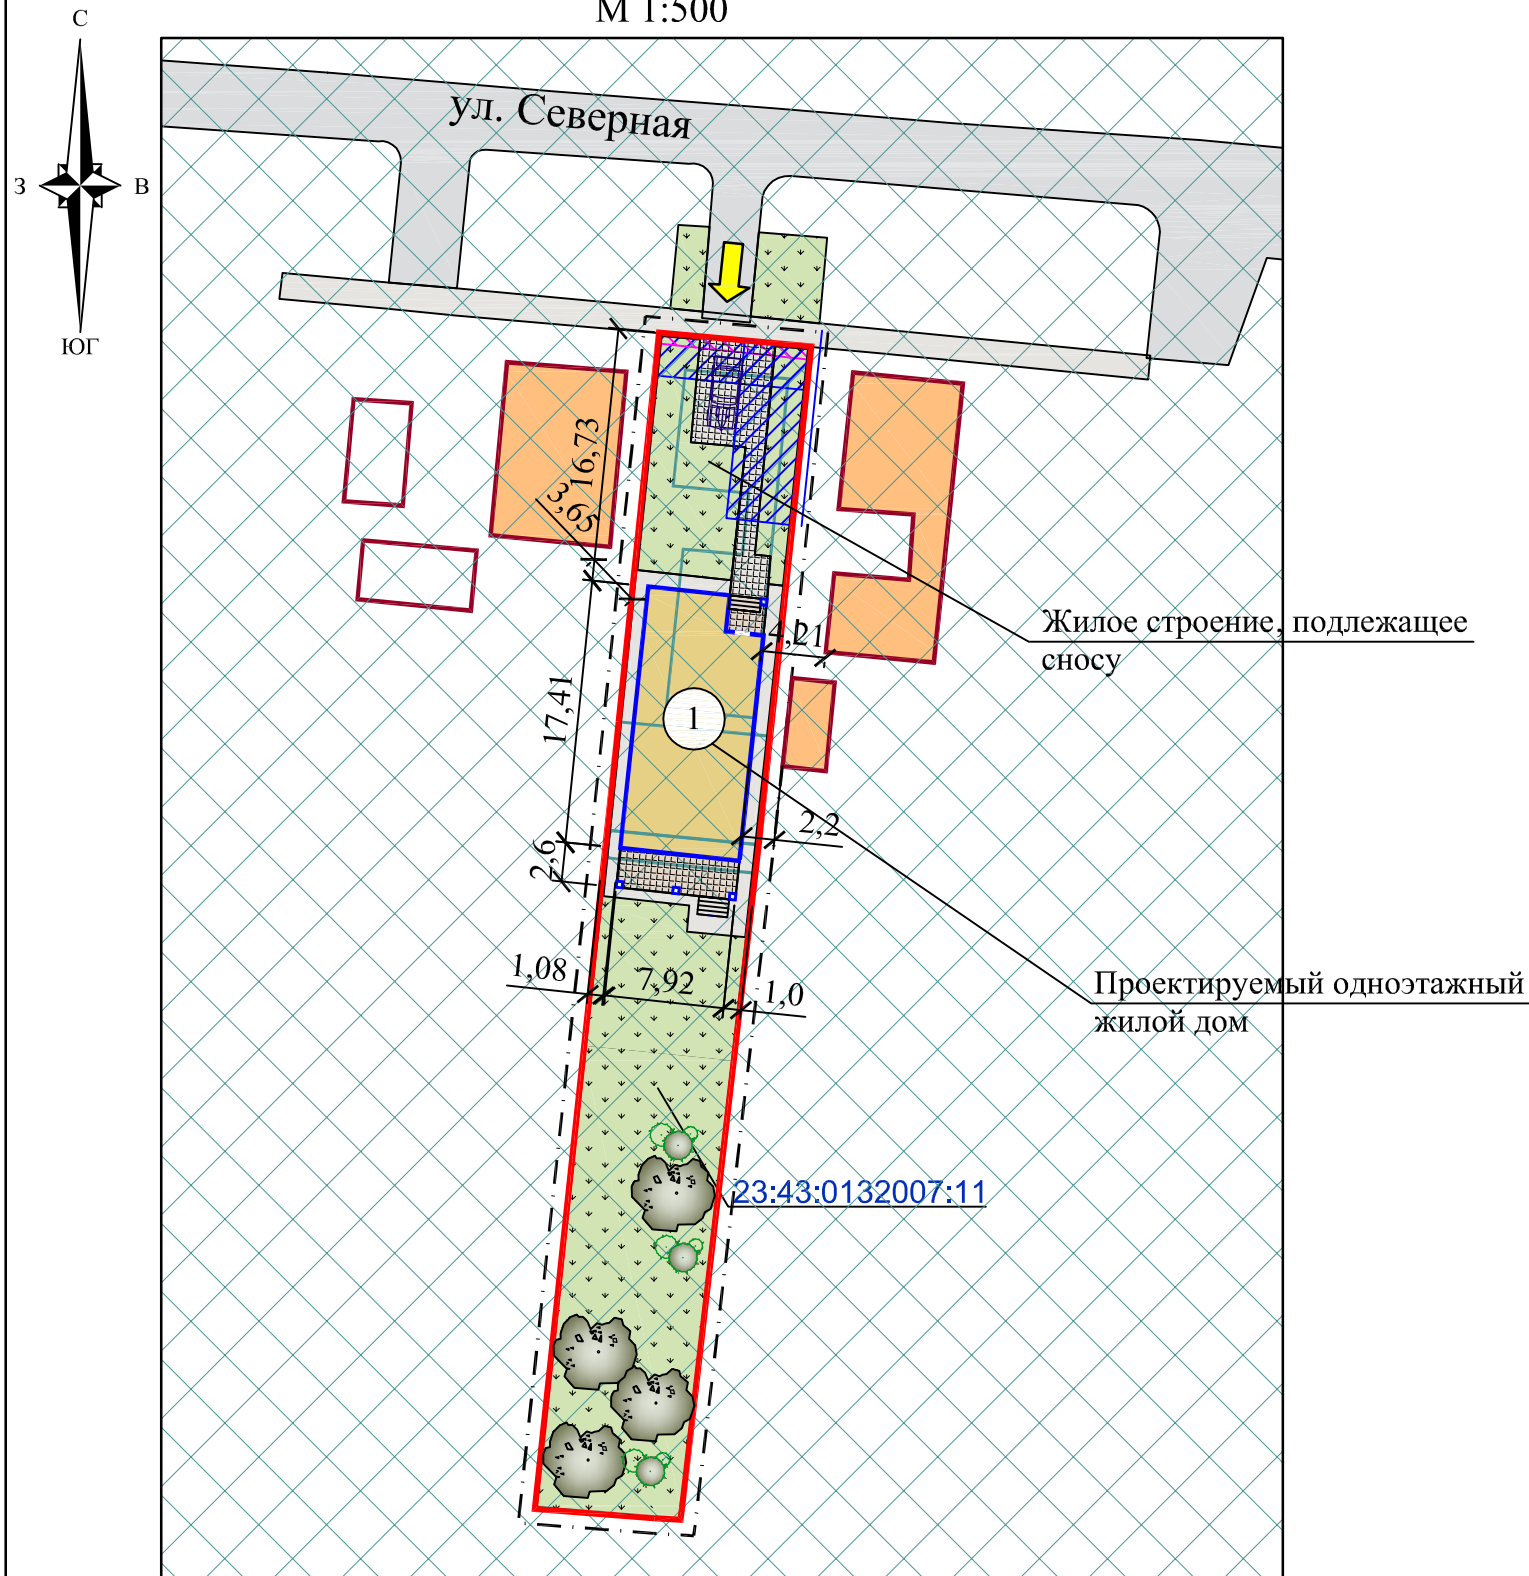 М 1:500
С
З
В
ЮГ
ул. Северная
16,73
3,65
Жилое строение, подлежащее
сносу
4,21
17,41
1
2,2
2,6
1,08
7,92
1,0
Проектируемый одноэтажный
жилой дом
23:43:0132007:11